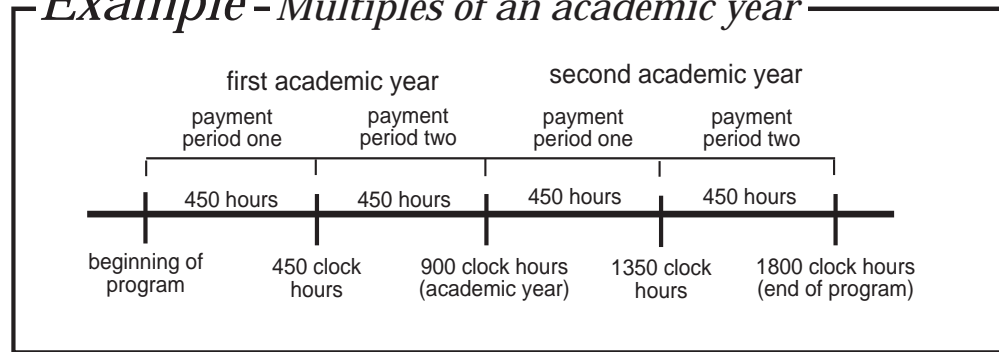 Example - Multiples of an academic year
first academic year
second academic year
payment
period one
payment
period two
payment
period one
payment
period two
450 hours
450 hours
450 hours
450 hours
beginning of
program
450 clock
hours
900 clock hours
(academic year)
1350 clock
hours
1800 clock hours
(end of program)